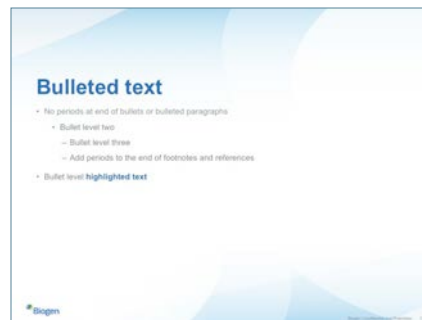 Bulleted text
• No periods at end of bullets or bulleted paragraphs
• Bullet level two
– Bullet level three
– Add periods to the end of footnotes and references
• Bullet level highlighted text
Biogen